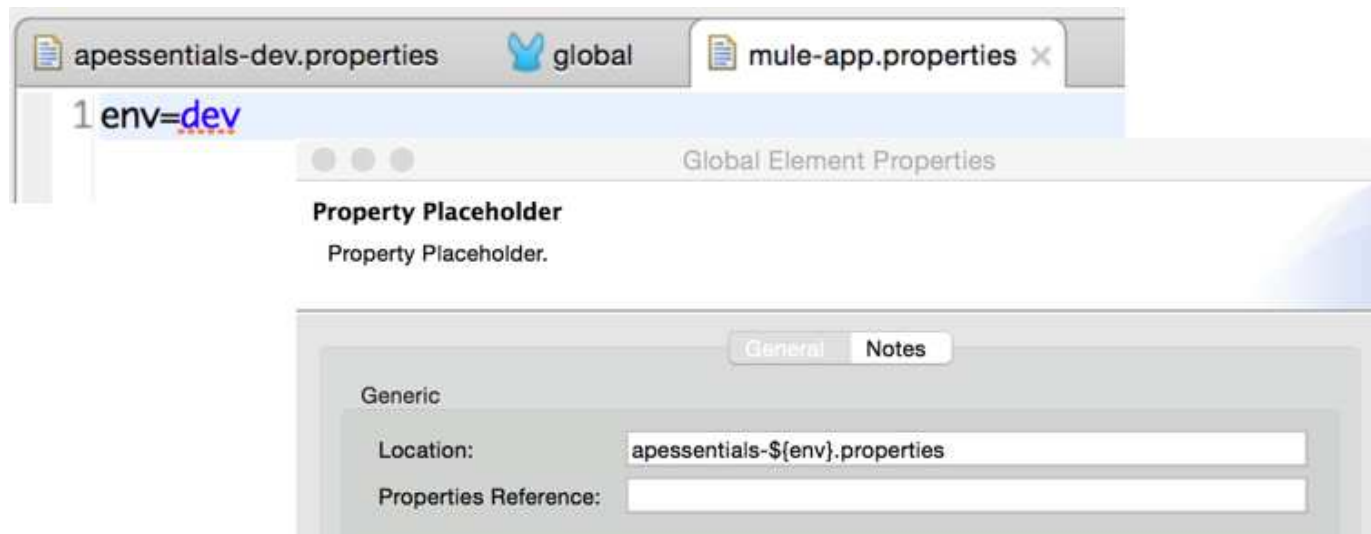 apessentials-dev.properties global mule-app.properties
1 env=dev
Global Element Properties
Property Placeholder
Property Placeholder.
General Notes
Generic
Location: apessentials-${env}.properties
Properties Reference: